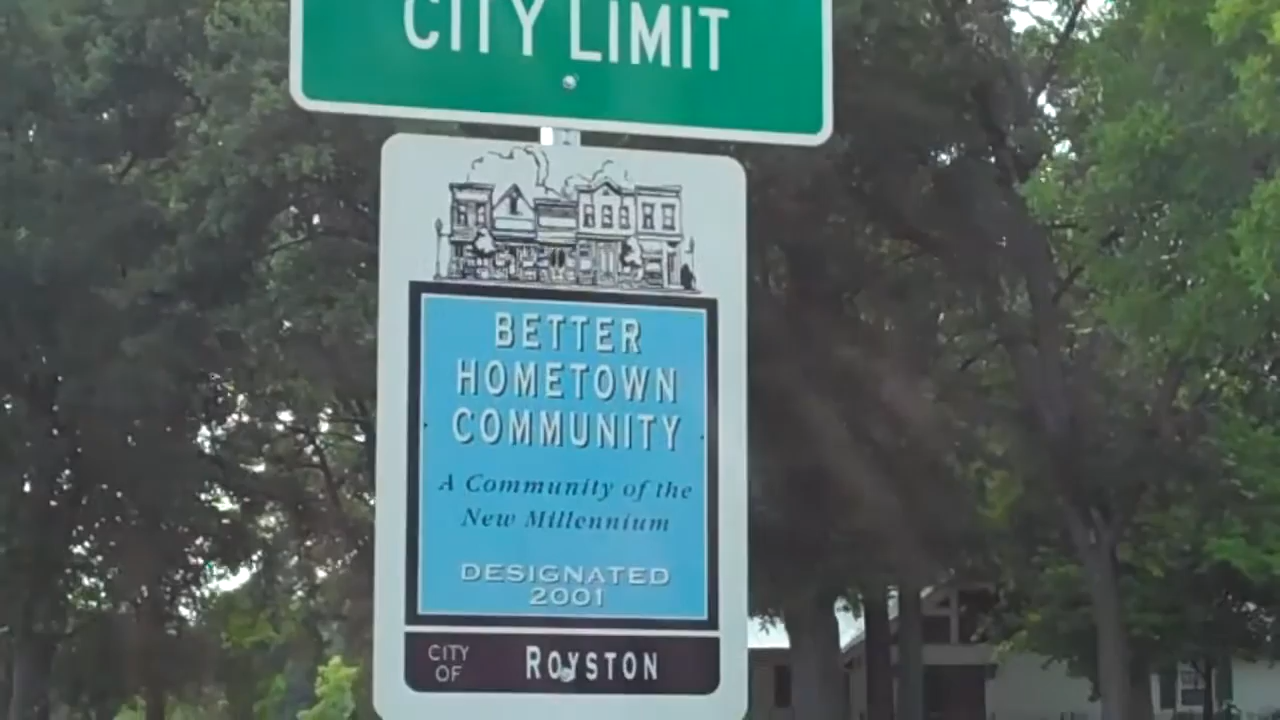 CITY LIMIT
BETTER
HOMETOWN
COMMUNITY
A Community of the
New Millennium
DESIGNATED
2001
CITY OF ROYSTON